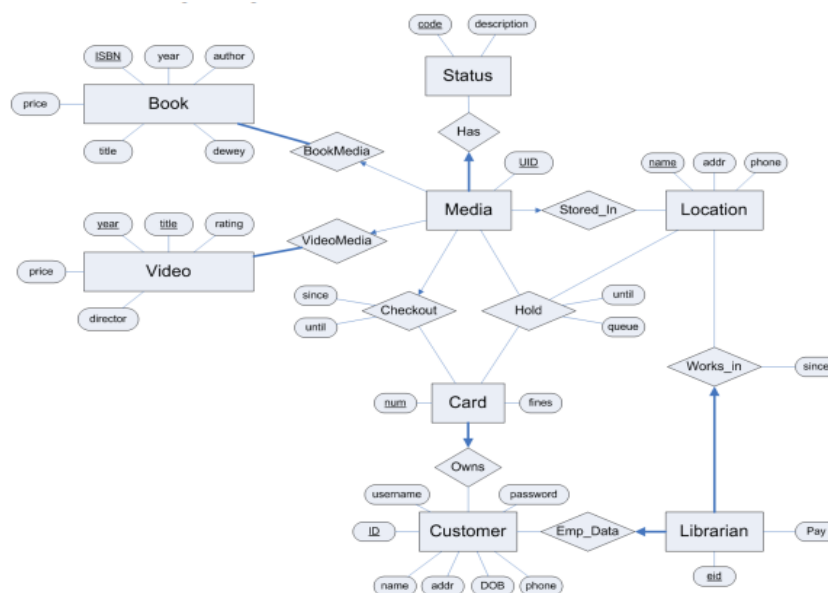 code
description
Status
ISBN
year
author
price
Book
title
dewey
Has
BookMedia
UID
name
addr
phone
Media
Stored_In
Location
year
title
rating
VideoMedia
price
Video
director
since
until
Checkout
Hold
until
queue
Works_in
since
num
Card
fines
Owns
username
password
ID
Customer
Emp_Data
Librarian
Pay
name
addr
DOB
phone
eid